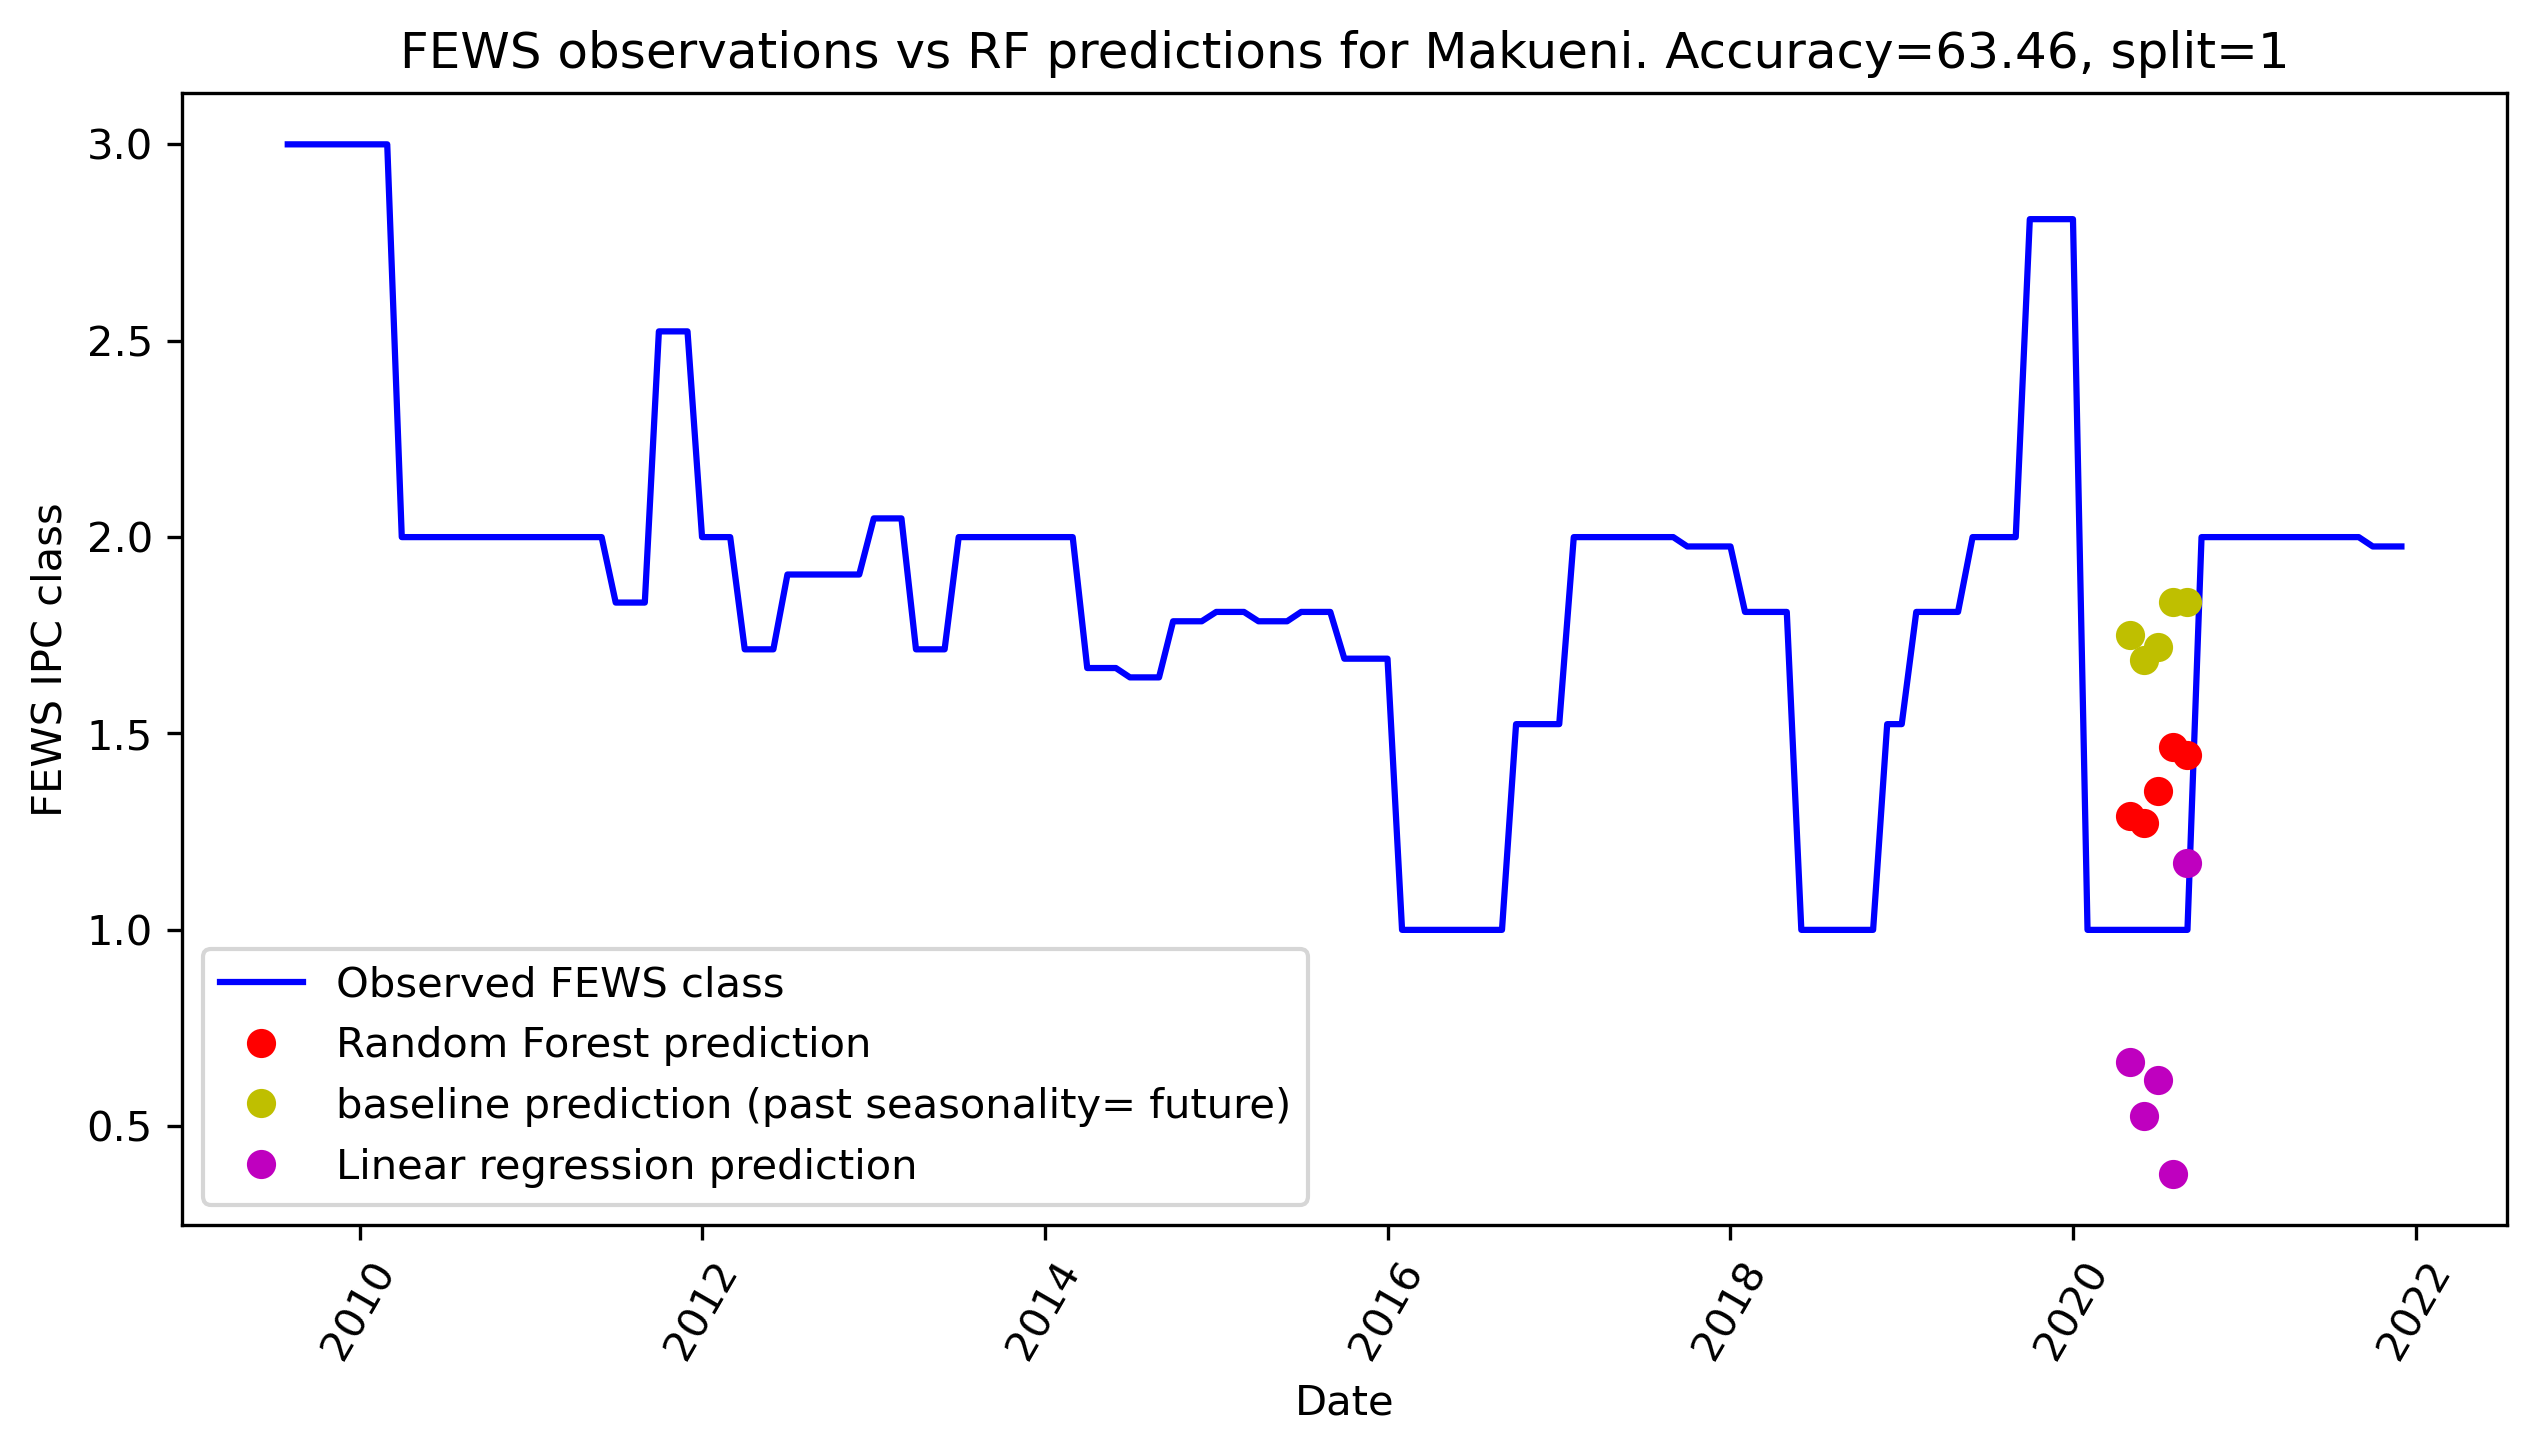 FEWS observations vs RF predictions for Makueni. Accuracy=63.46, split=1
FEWS IPC class
3.0
2.5
2.0
1.5
1.0
0.5
Observed FEWS class
Random Forest prediction
baseline prediction (past seasonality= future)
Linear regression prediction
2010
2012
2014
2016
2018
2020
2022
Date